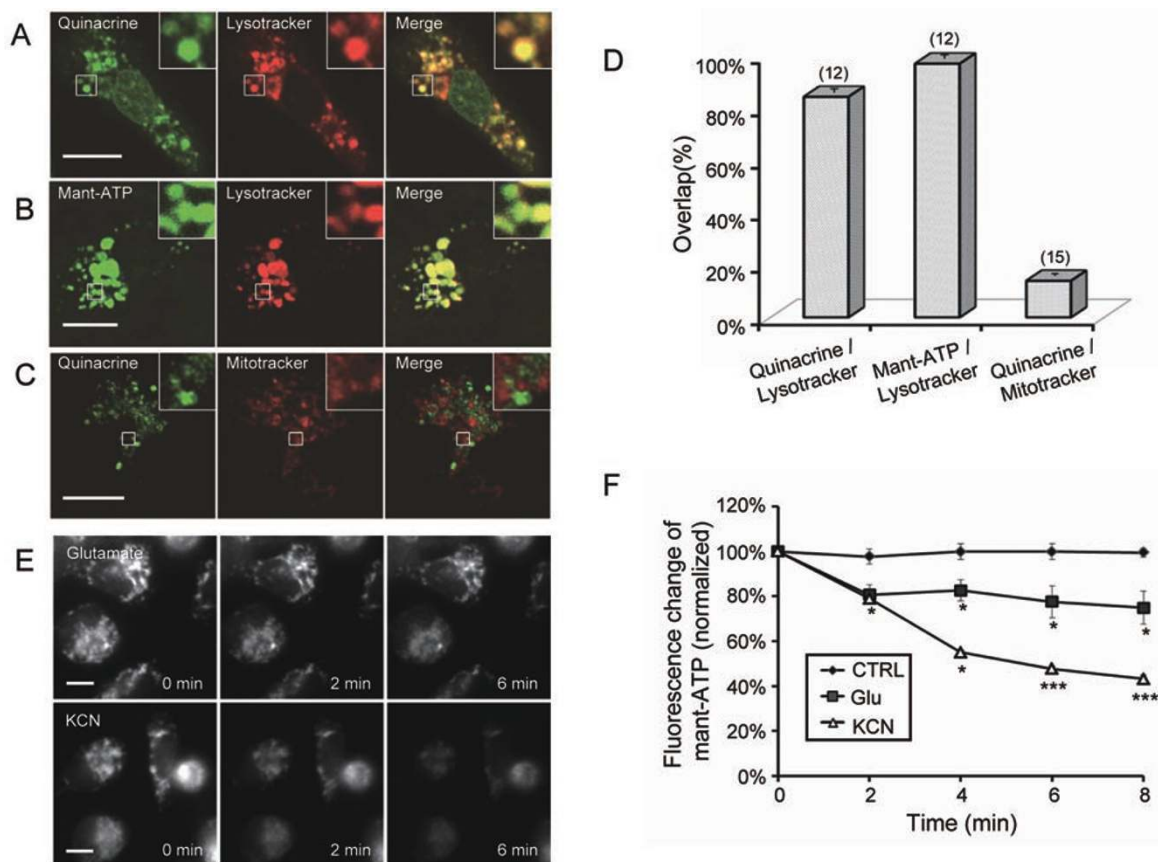 A
Quinacrine
Lysotracker
Merge
B
Mant-ATP
Lysotracker
Merge
C
Quinacrine
Mitotracker
Merge
D
Overlap(%)
100%
80%
60%
40%
20%
0%
(12)
(12)
(15)
Quinacrine /
Lysotracker
Mant-ATP /
Lysotracker
Quinacrine /
Mitotracker
E
Glutamate
0 min
2 min
6 min
KCN
0 min
2 min
6 min
F
Fluorescence change of
mant-ATP (normalized)
120%
100%
80%
60%
40%
20%
0%
* * * *
* *** ***
CTRL
Glu
KCN
0 2 4 6 8
Time (min)